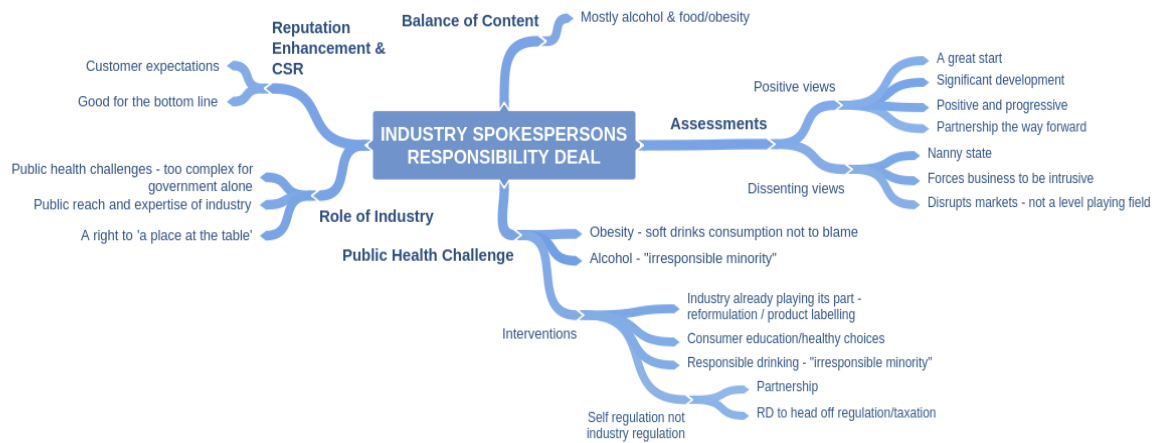 Reputation
Enhancement &
CSR
Customer expectations
Good for the bottom line
Balance of Content
Mostly alcohol & food/obesity
INDUSTRY SPOKESPERSONS
RESPONSIBILITY DEAL
Assessments
Positive views
A great start
Significant development
Positive and progressive
Partnership the way forward
Dissenting views
Nanny state
Forces business to be intrusive
Disrupts markets - not a level playing field
Role of Industry
Public health challenges - too complex for
government alone
Public reach and expertise of industry
A right to 'a place at the table'
Public Health Challenge
Obesity - soft drinks consumption not to blame
Alcohol - "irresponsible minority"
Interventions
Industry already playing its part -
reformulation / product labelling
Consumer education/healthy choices
Responsible drinking - "irresponsible minority"
Self regulation not
industry regulation
Partnership
RD to head off regulation/taxation